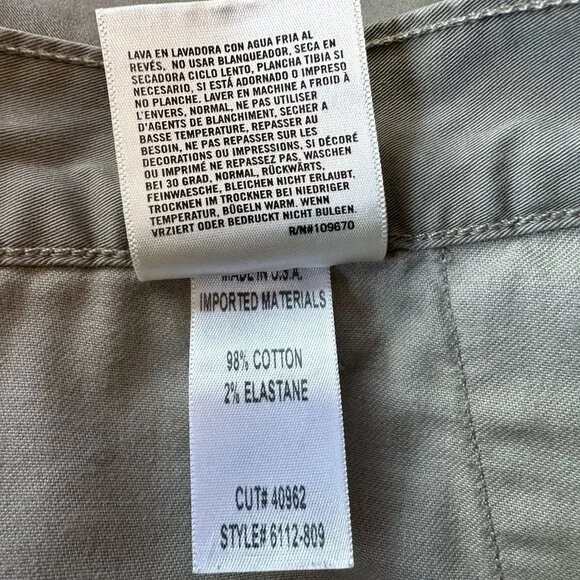 LAVA EN LAVADORA CON AGUA FRIA AL
REVÉS. NO USAR BLANQUEADOR, SECA EN
SECADORA CICLO LENTO, PLANCHA TIBIA SI
NECESARIO, SI ESTÁ ADORNADO O IMPRESO
NO PLANCHE. LAVER EN MACHINE A FROID À
L'ENVERS, NORMAL, NE PAS UTILISER
D'AGENTS DE BLANCHIMENT, SECHER A
BASSE TEMPERATURE, REPASSER AU
BESOIN, NE PAS REPASSER SUR LES
DECORATIONS OU IMPRESSIONS, SI DÉCORÉ
OU IMPRIMÉ NE REPASSEZ PAS, WASCHEN
BEI 30 GRAD, NORMAL, RÜCKWÄRTS,
FEINWAESCHE, BLEICHEN NICHT ERLAUBT,
TROCKNEN IM TROCKNER BEI NIEDRIGER
TEMPERATUR, BÜGELN WARM. WENN
VRZIERT ODER BEDRUCKT NICHT BULGEN.
R/N#109670
MADE IN U.S.A.
IMPORTED MATERIALS
98% COTTON
2% ELASTANE
CUT# 40962
STYLE# 6112-809